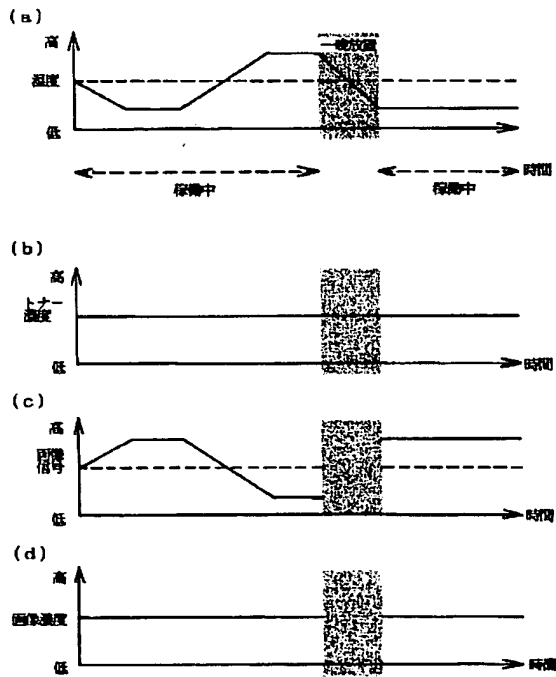 (a)
高
湿度
低
一晩放置
時間
稼働中
稼働中
(b)
高
トナー
濃度
低
時間
(c)
高
画像
信号
低
時間
(d)
高
画像濃度
低
時間